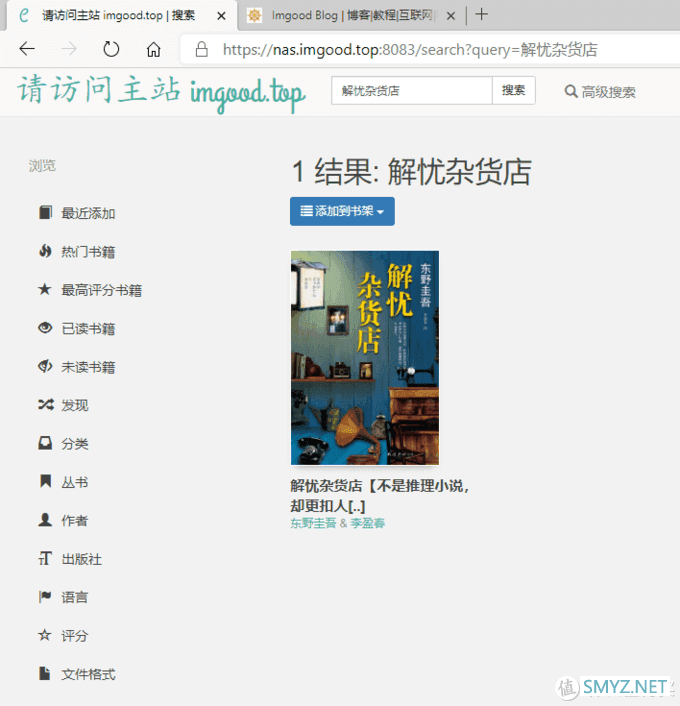 请访问主站 imgood.top | 搜索
Imgood Blog | 博客|教程|互联网|
https://nas.imgood.top:8083/search?query=解忧杂货店
请访问主站 imgood.top
解忧杂货店
搜索
高级搜索
浏览
最近添加
热门书籍
最高评分书籍
已读书籍
未读书籍
发现
分类
丛书
作者
出版社
语言
评分
文件格式
1 结果: 解忧杂货店
添加到书架
解忧
杂货店
东野圭吾
解忧杂货店【不是推理小说，
却更扣人[..]
东野圭吾 & 李盈春
值 SMYZ.NET